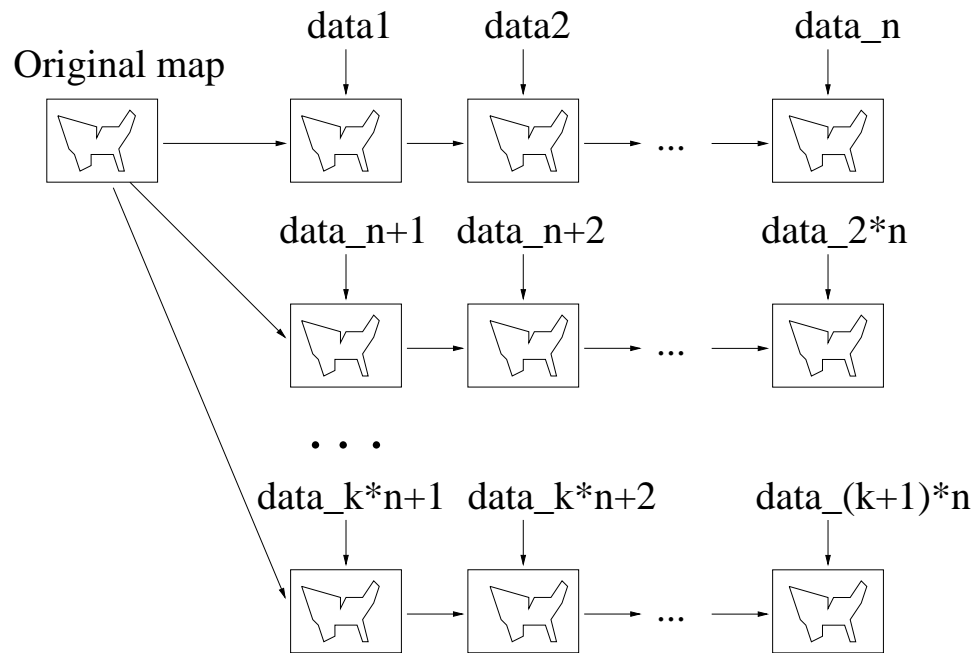 data1 data2 data_n
Original map
...
data_n+1 data_n+2 data_2*n
...
. . .
data_k*n+1 data_k*n+2 data_(k+1)*n
...